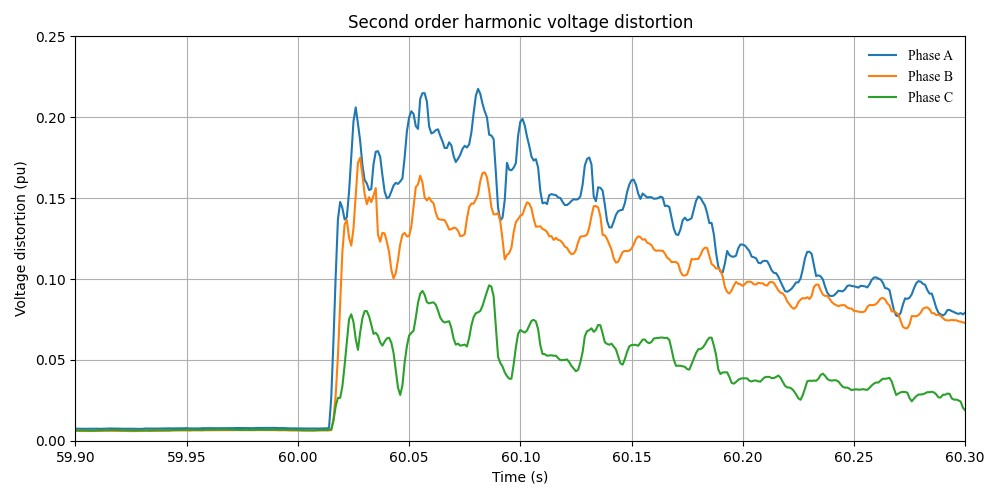 Second order harmonic voltage distortion
Phase A
Phase B
Phase C
Voltage distortion (pu)
0.25
0.20
0.15
0.10
0.05
0.00
59.90 59.95 60.00 60.05 60.10 60.15 60.20 60.25 60.30
Time (s)